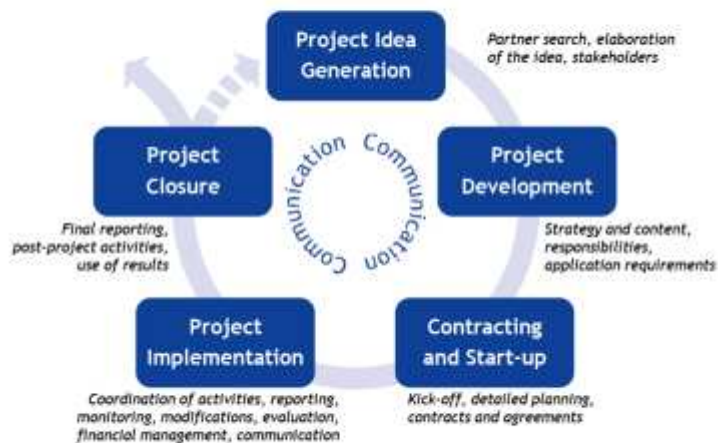 Project Idea
Generation
Partner search, elaboration
of the idea, stakeholders
Project
Development
Strategy and content,
responsibilities,
application requirements
Contracting
and Start-up
Kick-off, detailed planning,
contracts and agreements
Project
Implementation
Coordination of activities, reporting,
monitoring, modifications, evaluation,
financial management, communication
Project
Closure
Final reporting,
post-project activities,
use of results
Communication
Communication